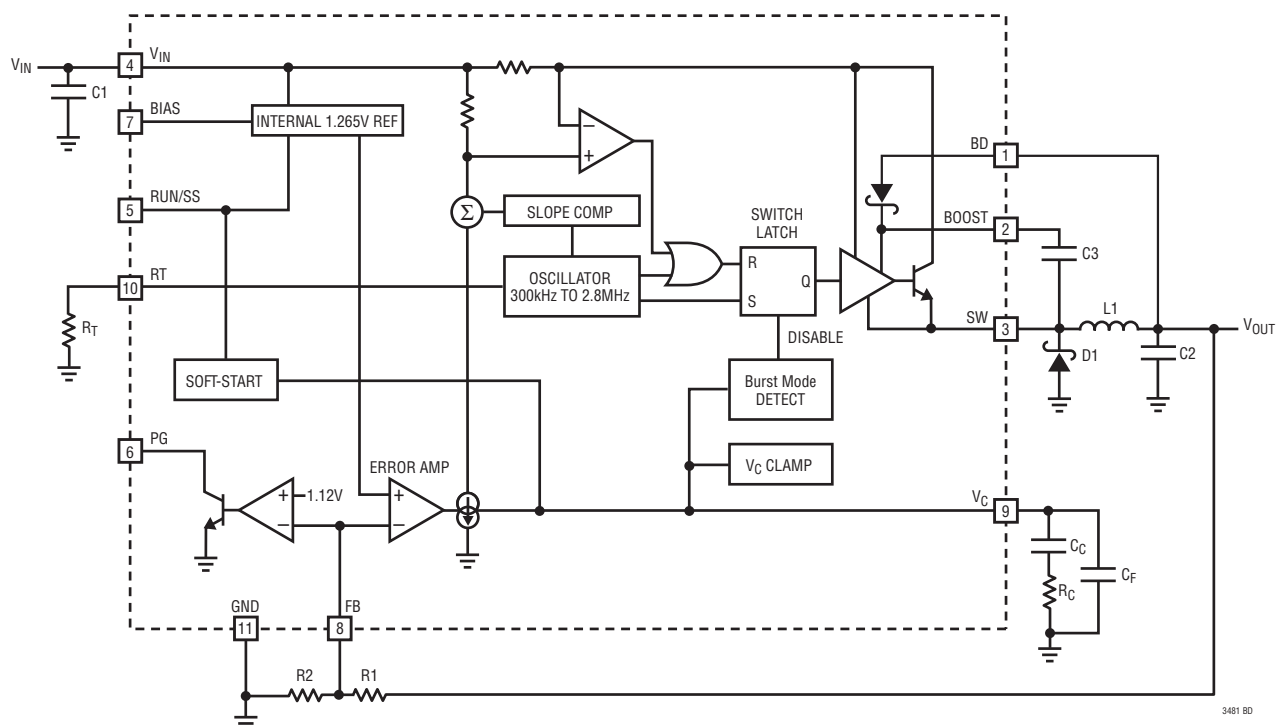 VIN
4
VIN
C1
7
BIAS
INTERNAL 1.265V REF
BD
1
5
RUN/SS
Σ
SLOPE COMP
–
+
SWITCH
LATCH
BOOST
2
C3
10
RT
OSCILLATOR
300kHz TO 2.8MHz
R
Q
S
RT
SW
3
L1
VOUT
DISABLE
D1
C2
SOFT-START
Burst Mode
DETECT
6
PG
ERROR AMP
VC CLAMP
+
1.12V
–
+
–
VC
9
CC
CF
RC
GND
11
FB
8
R2
R1
3481 BD